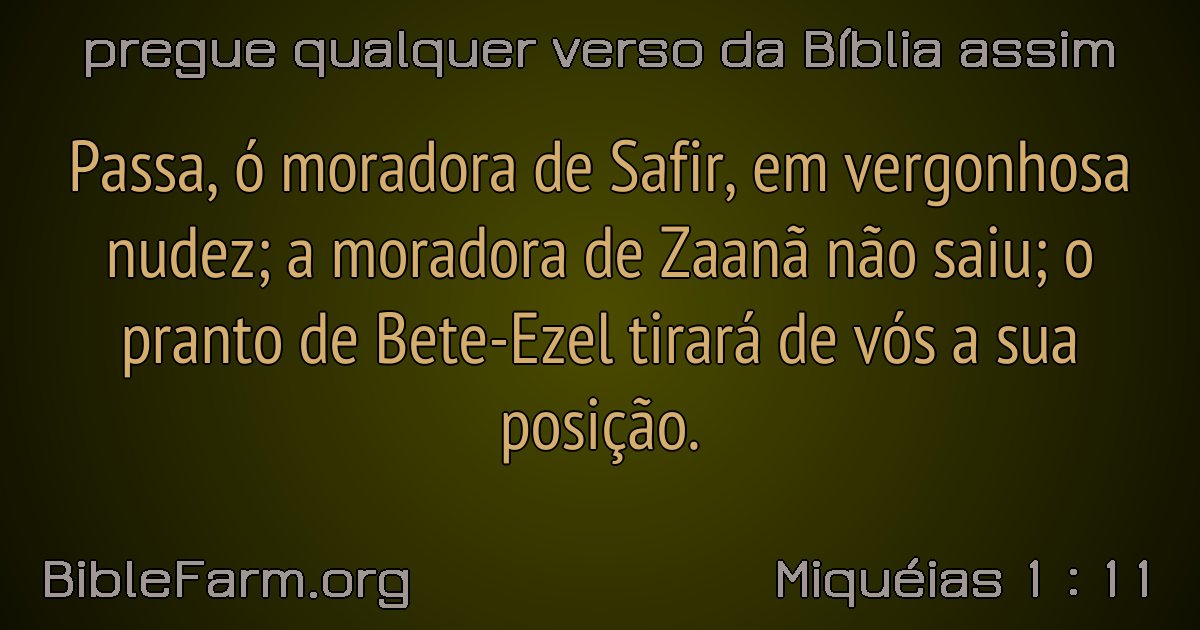 pregue qualquer verso da Bíblia assim
Passa, ó moradora de Safir, em vergonhosa
nudez; a moradora de Zaanã não saiu; o
pranto de Bete-Ezel tirará de vós a sua
posição.
BibleFarm.org
Miquéias 1 : 11